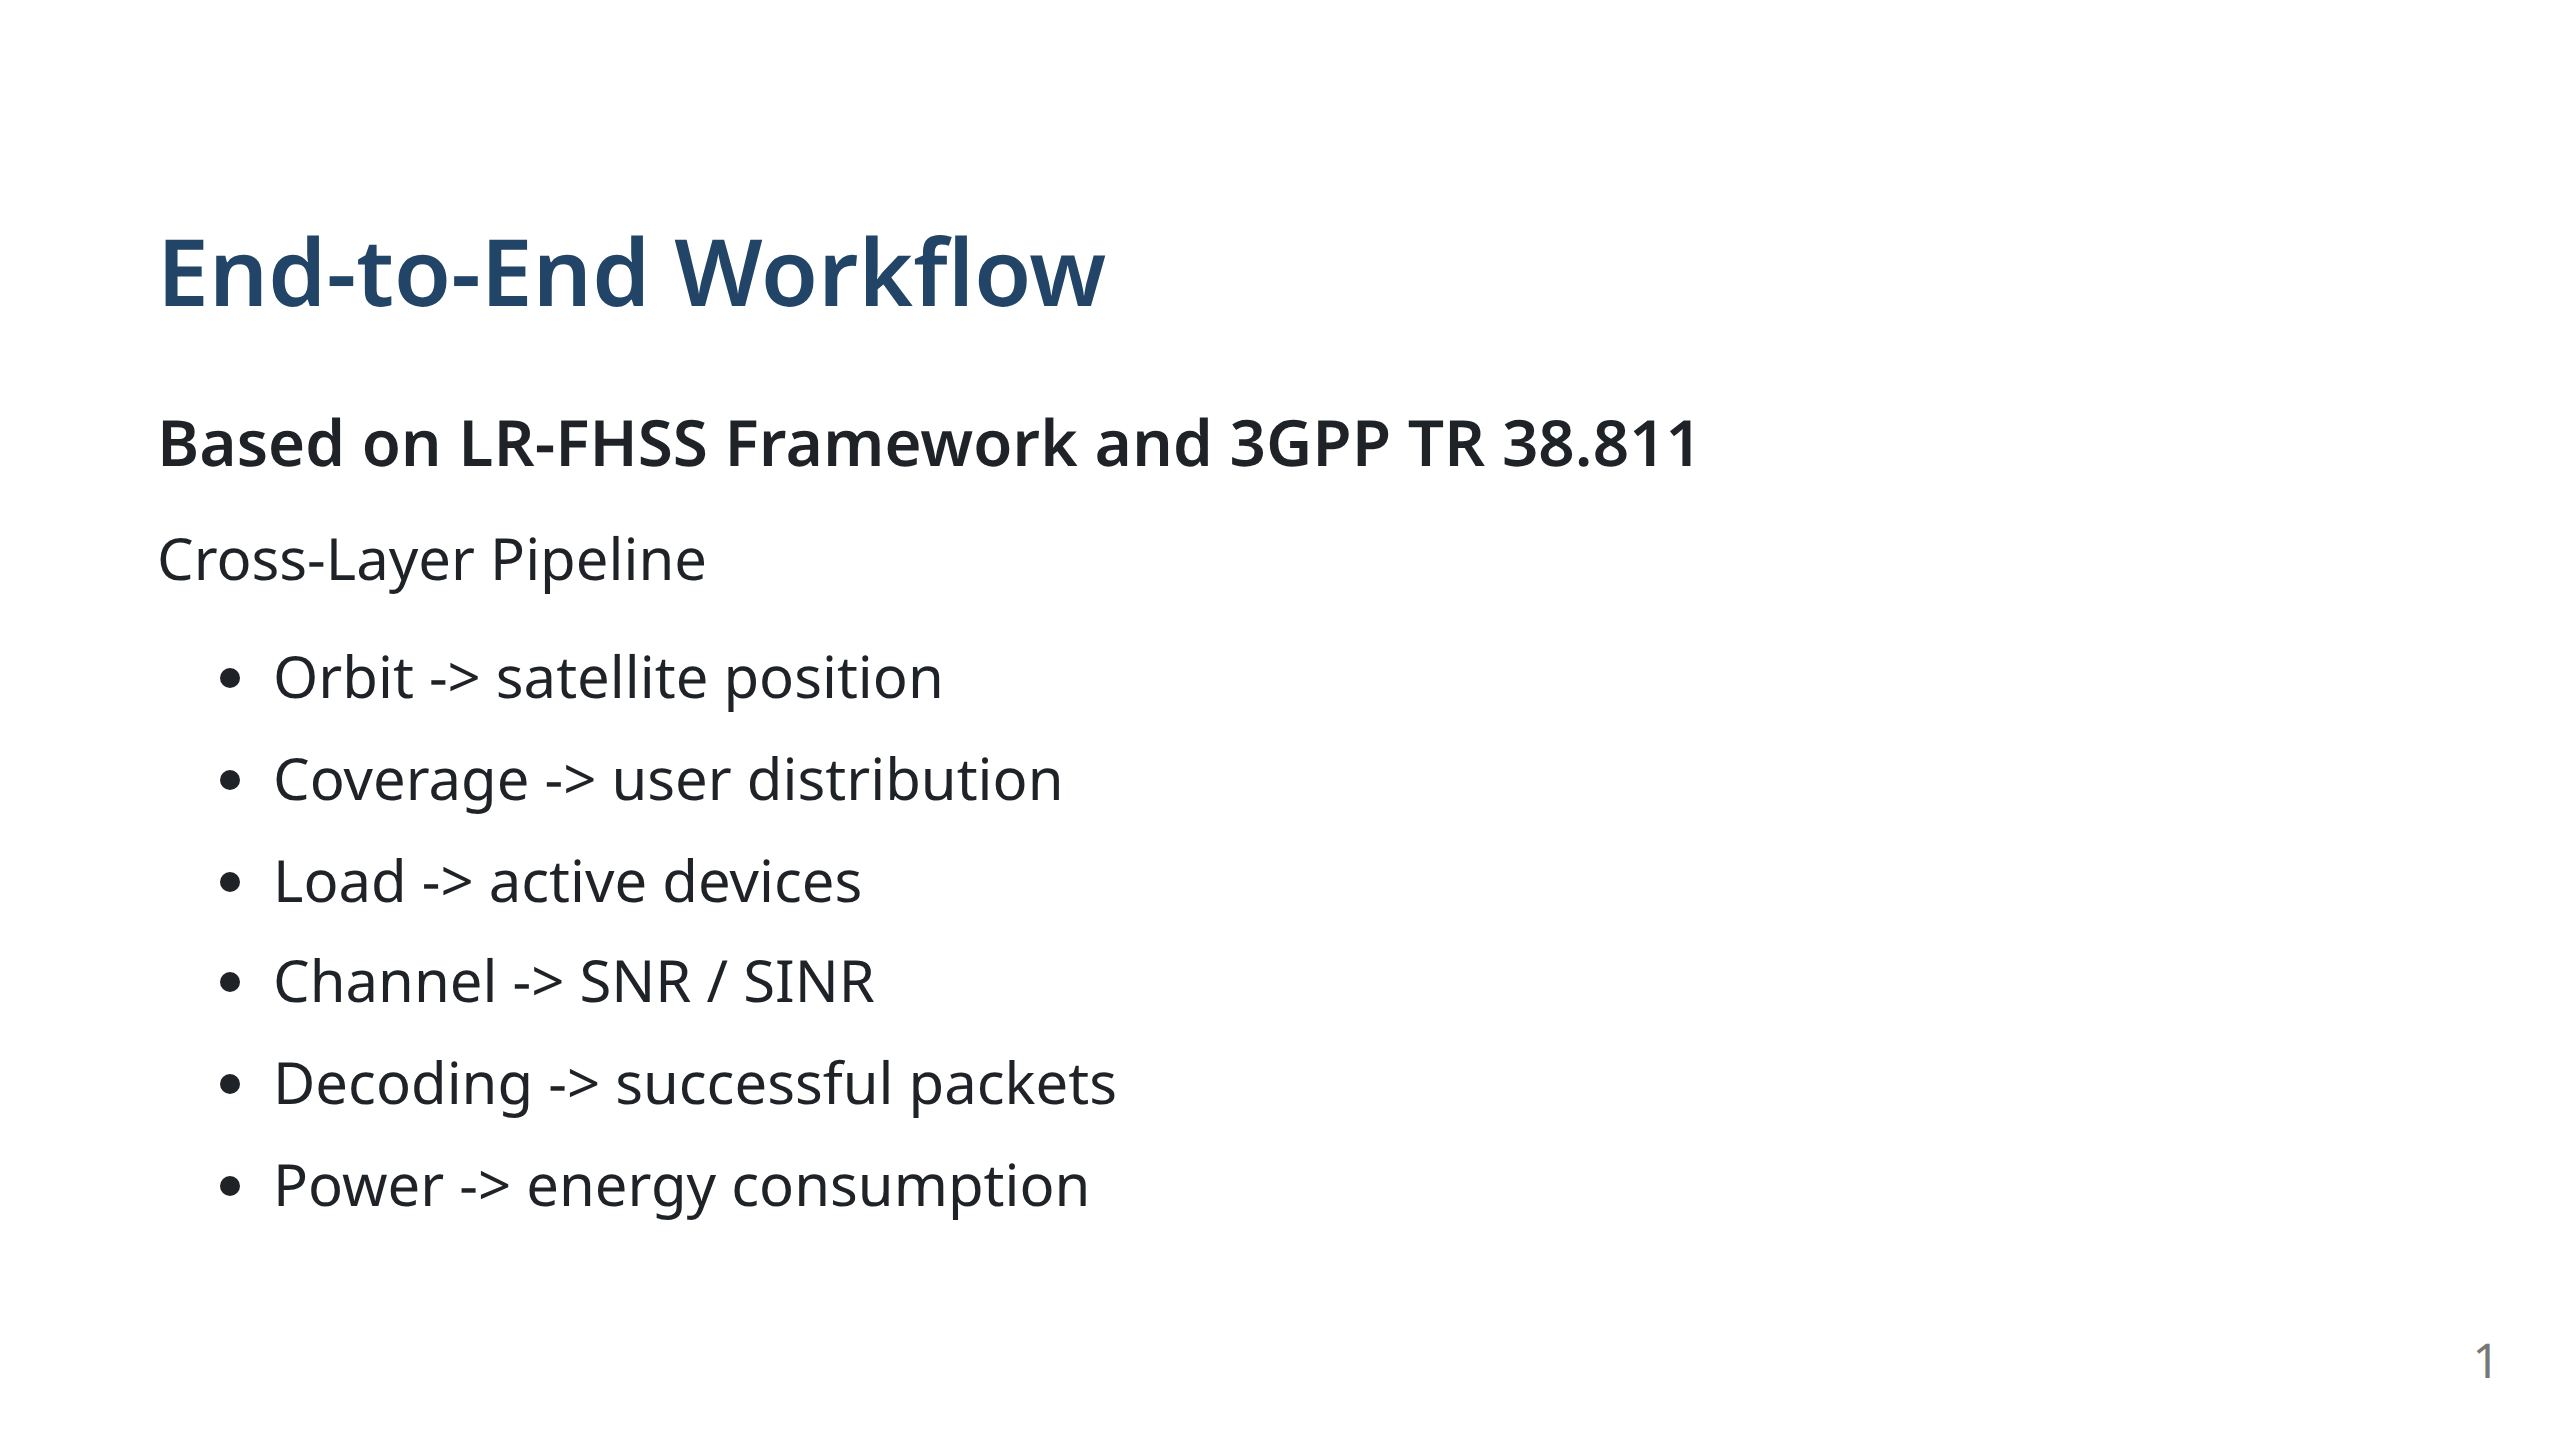 End-to-End Workflow
Based on LR-FHSS Framework and 3GPP TR 38.811
Cross-Layer Pipeline
• Orbit -> satellite position
• Coverage -> user distribution
• Load -> active devices
• Channel -> SNR / SINR
• Decoding -> successful packets
• Power -> energy consumption
1